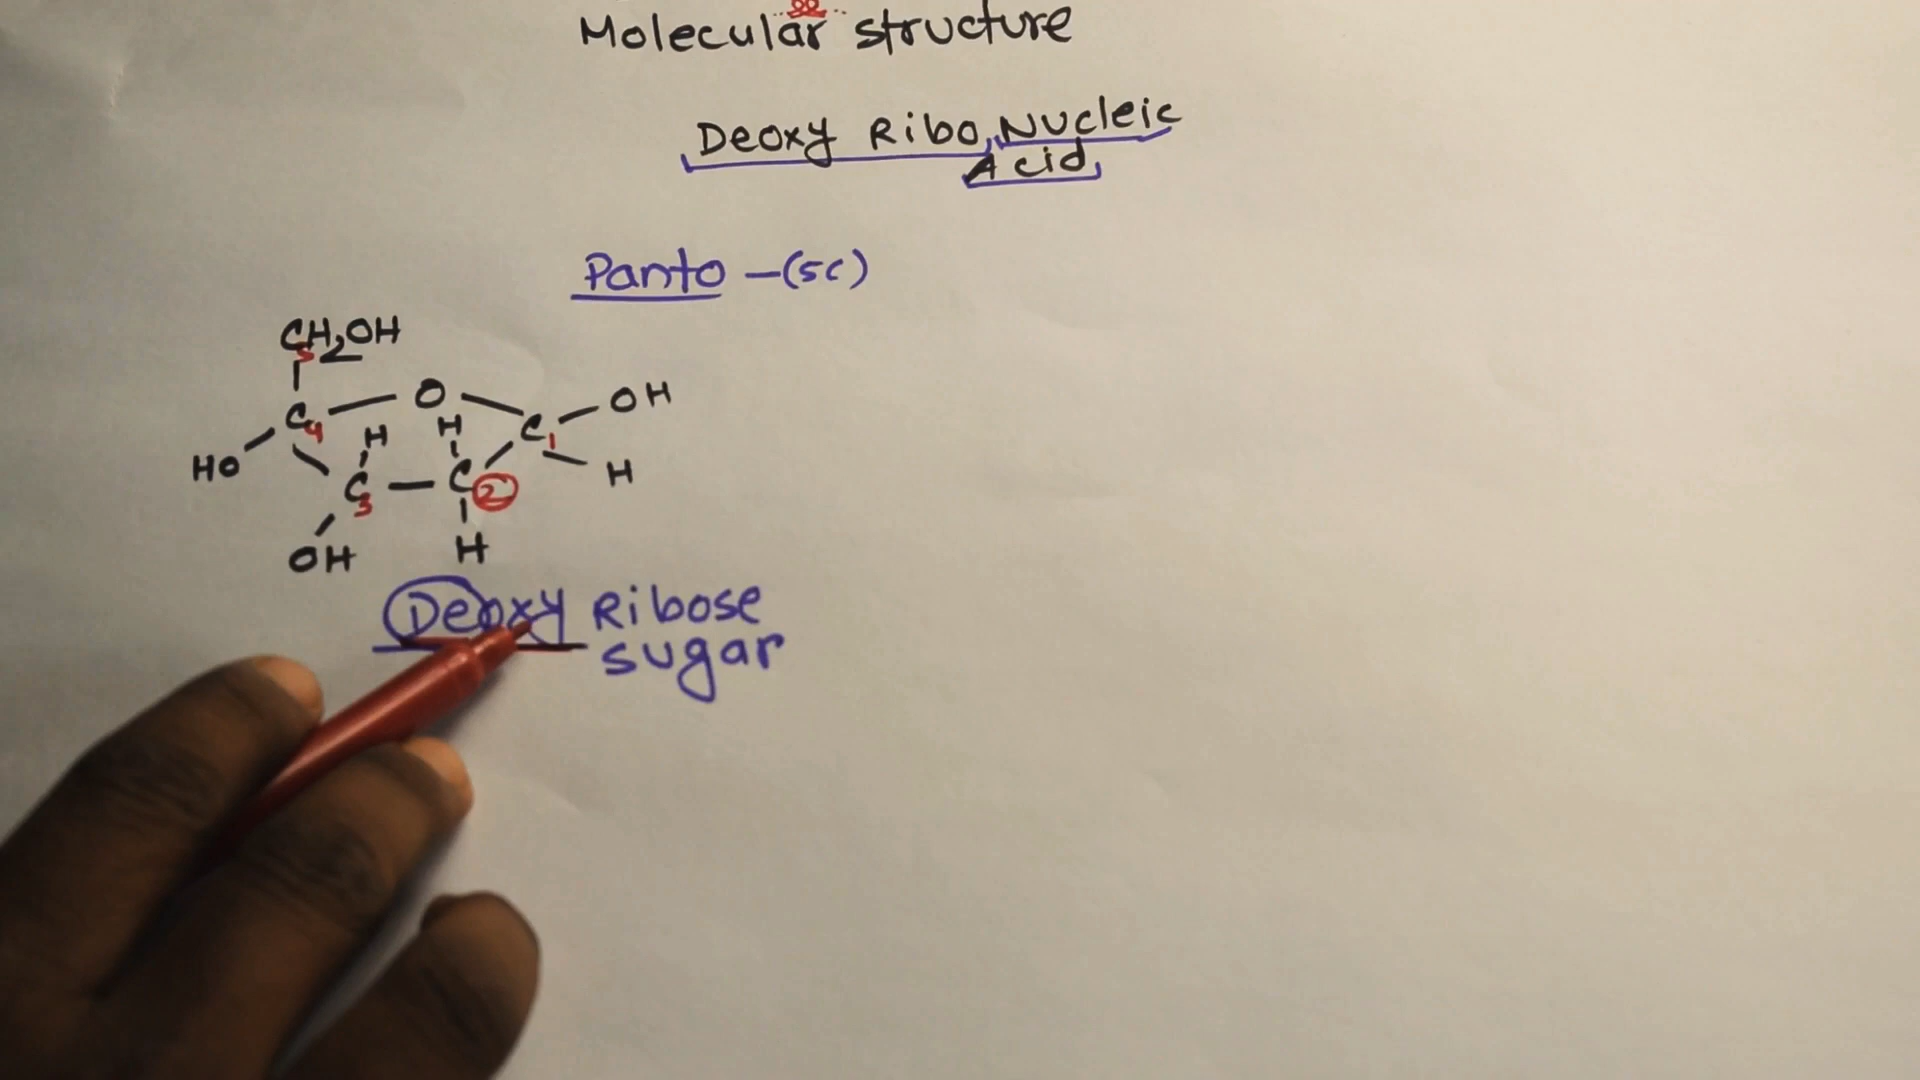 Molecular structure
Deoxy Ribo Nucleic
Acid
Panto -(5C)
CH2OH
5
C4 O C1 OH
H H
HO C3 C2 H
OH H
Deoxy Ribose
sugar